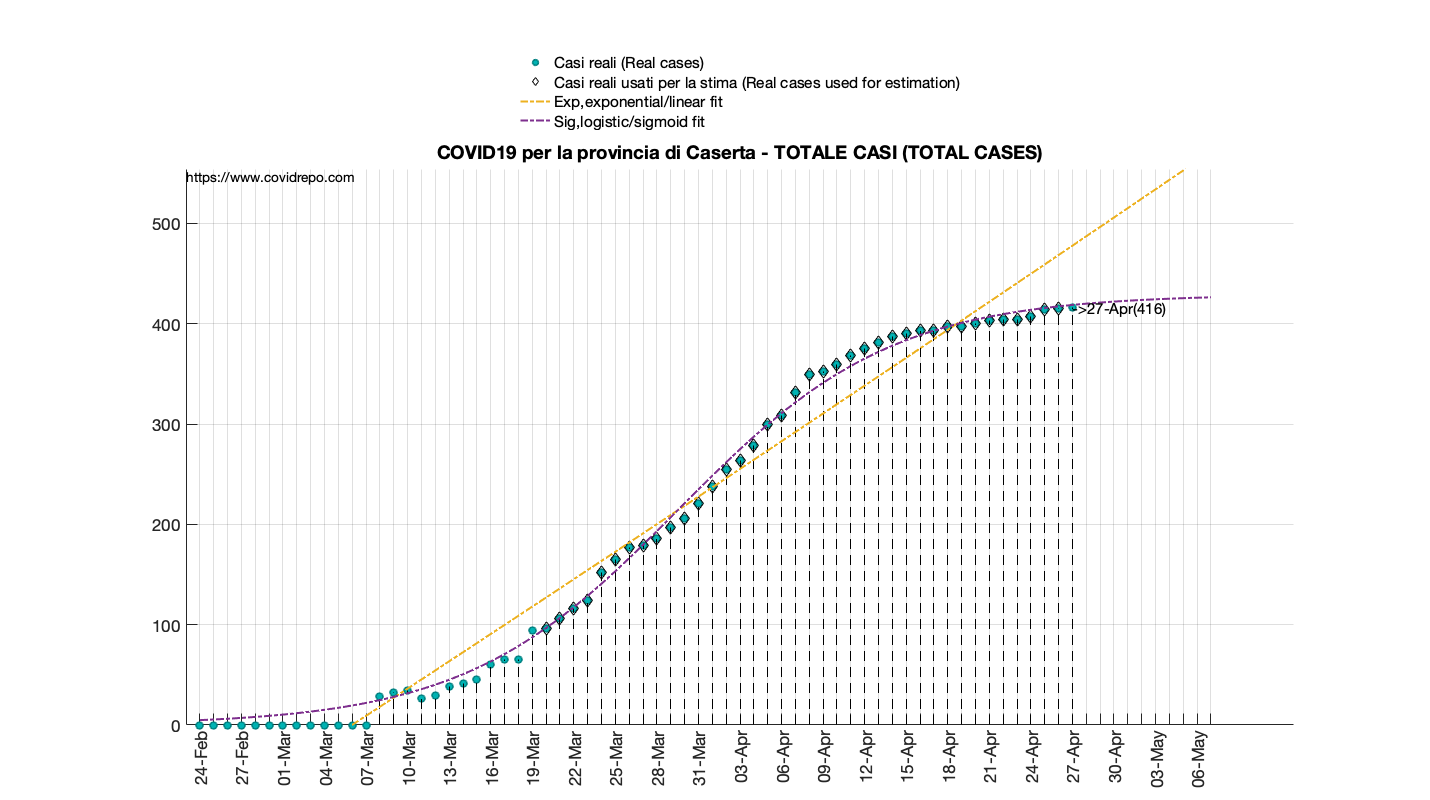 Casi reali (Real cases)
Casi reali usati per la stima (Real cases used for estimation)
Exp,exponential/linear fit
Sig,logistic/sigmoid fit
COVID19 per la provincia di Caserta - TOTALE CASI (TOTAL CASES)
https://www.covidrepo.com
500
400
300
200
100
0
>27-Apr(416)
24-Feb
27-Feb
01-Mar
04-Mar
07-Mar
10-Mar
13-Mar
16-Mar
19-Mar
22-Mar
25-Mar
28-Mar
31-Mar
03-Apr
06-Apr
09-Apr
12-Apr
15-Apr
18-Apr
21-Apr
24-Apr
27-Apr
30-Apr
03-May
06-May